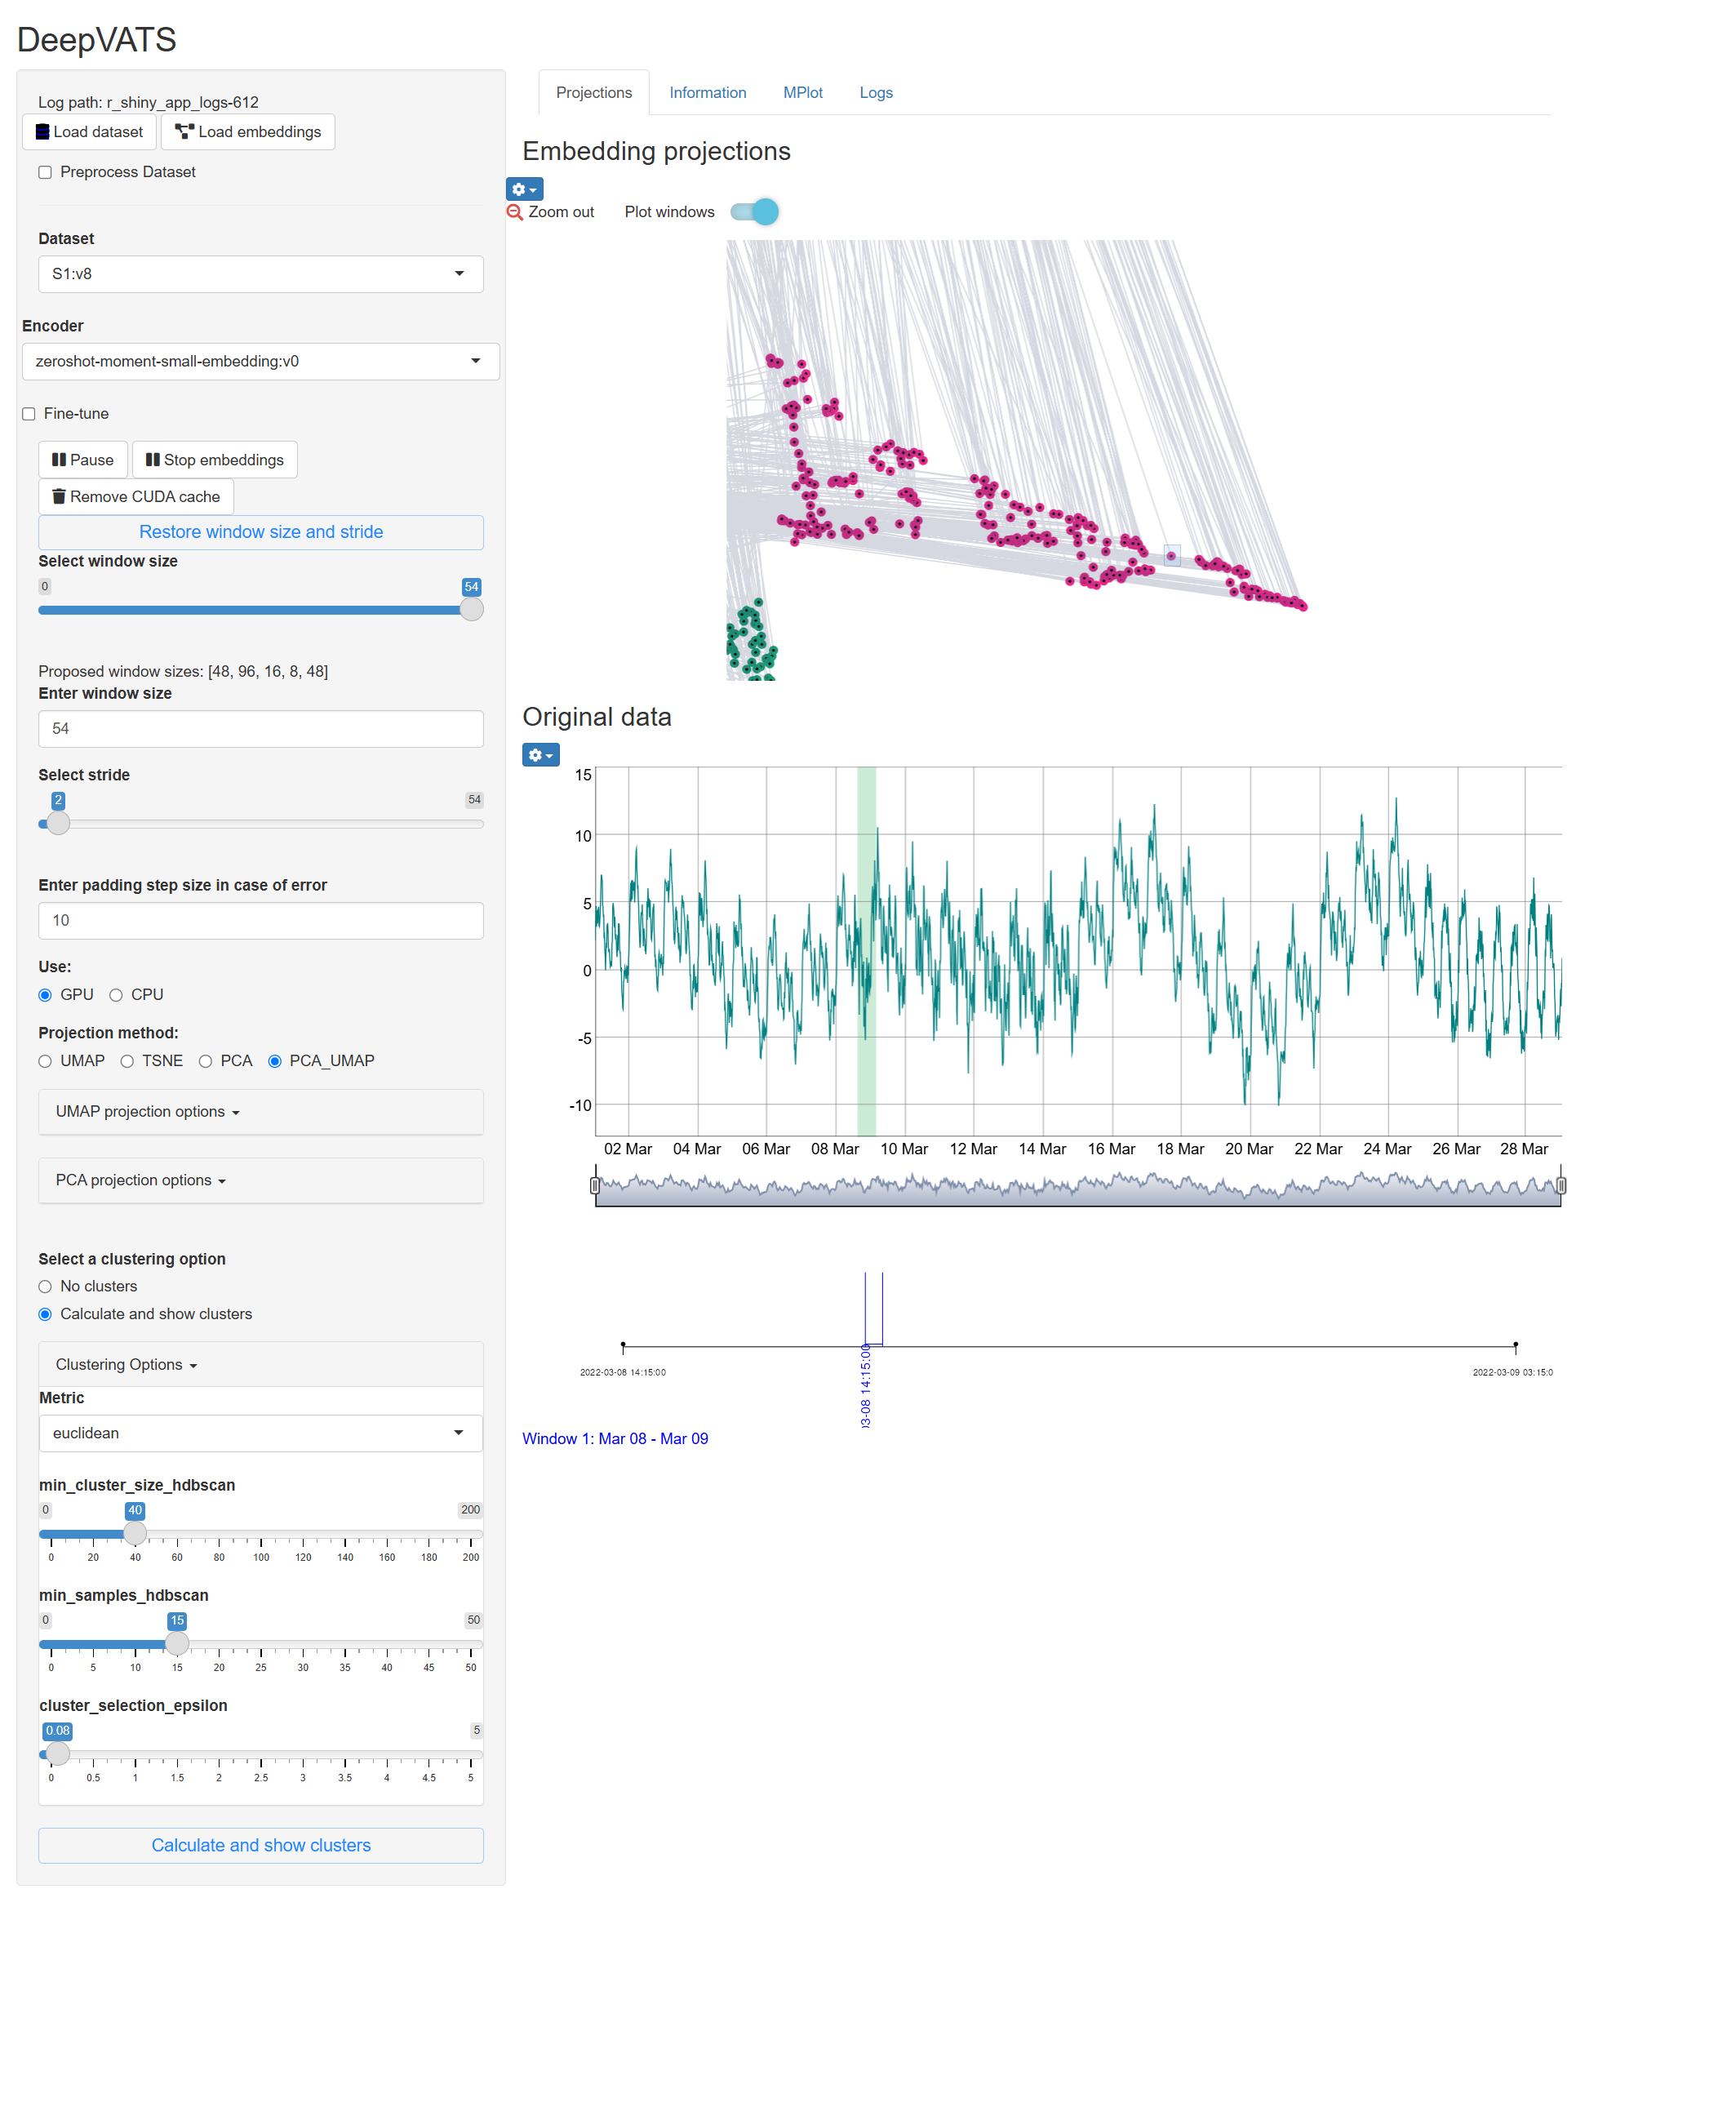 DeepVATS
Log path: r_shiny_app_logs-612
Load dataset Load embeddings
Preprocess Dataset
Dataset
S1:v8
Encoder
zeroshot-moment-small-embedding:v0
Fine-tune
Pause Stop embeddings
Remove CUDA cache
Restore window size and stride
Select window size
0 54
Proposed window sizes: [48, 96, 16, 8, 48]
Enter window size
54
Select stride
2 54
Enter padding step size in case of error
10
Use:
GPU CPU
Projection method:
UMAP TSNE PCA PCA_UMAP
UMAP projection options
PCA projection options
Select a clustering option
No clusters
Calculate and show clusters
Clustering Options
Metric
euclidean
min_cluster_size_hdbscan
0 40 200
0 20 40 60 80 100 120 140 160 180 200
min_samples_hdbscan
0 15 50
0 5 10 15 20 25 30 35 40 45 50
cluster_selection_epsilon
0.08 5
0 0.5 1 1.5 2 2.5 3 3.5 4 4.5 5
Calculate and show clusters
Projections Information MPlot Logs
Embedding projections
Zoom out Plot windows
Original data
15
10
5
0
-5
-10
02 Mar 04 Mar 06 Mar 08 Mar 10 Mar 12 Mar 14 Mar 16 Mar 18 Mar 20 Mar 22 Mar 24 Mar 26 Mar 28 Mar
2022-03-08 14:15:00 2022-03-09 03:15:0
03-08 14:15:00
Window 1: Mar 08 - Mar 09